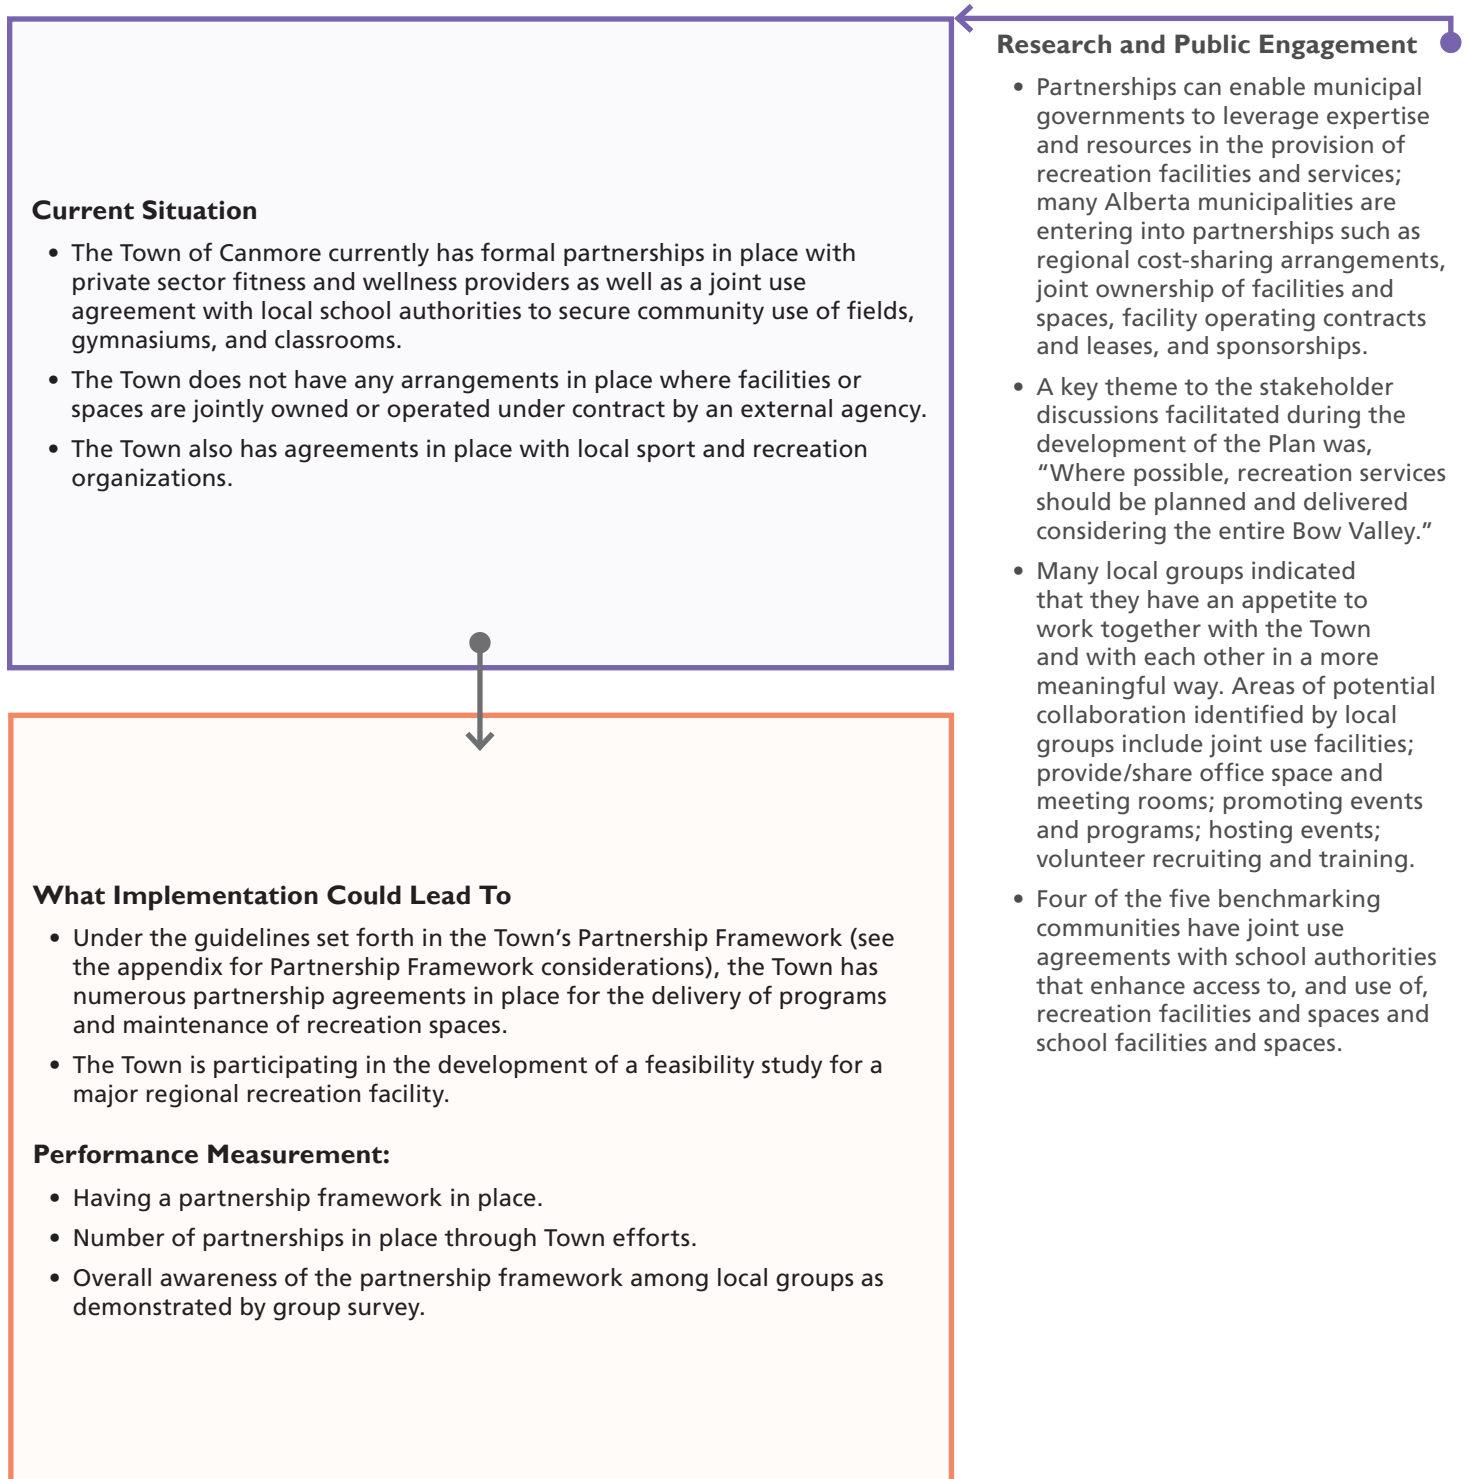 Current Situation
• The Town of Canmore currently has formal partnerships in place with
private sector fitness and wellness providers as well as a joint use
agreement with local school authorities to secure community use of fields,
gymnasiums, and classrooms.
• The Town does not have any arrangements in place where facilities or
spaces are jointly owned or operated under contract by an external agency.
• The Town also has agreements in place with local sport and recreation
organizations.
What Implementation Could Lead To
• Under the guidelines set forth in the Town’s Partnership Framework (see
the appendix for Partnership Framework considerations), the Town has
numerous partnership agreements in place for the delivery of programs
and maintenance of recreation spaces.
• The Town is participating in the development of a feasibility study for a
major regional recreation facility.
Performance Measurement:
• Having a partnership framework in place.
• Number of partnerships in place through Town efforts.
• Overall awareness of the partnership framework among local groups as
demonstrated by group survey.
Research and Public Engagement
• Partnerships can enable municipal
governments to leverage expertise
and resources in the provision of
recreation facilities and services;
many Alberta municipalities are
entering into partnerships such as
regional cost-sharing arrangements,
joint ownership of facilities and
spaces, facility operating contracts
and leases, and sponsorships.
• A key theme to the stakeholder
discussions facilitated during the
development of the Plan was,
“Where possible, recreation services
should be planned and delivered
considering the entire Bow Valley.”
• Many local groups indicated
that they have an appetite to
work together with the Town
and with each other in a more
meaningful way. Areas of potential
collaboration identified by local
groups include joint use facilities;
provide/share office space and
meeting rooms; promoting events
and programs; hosting events;
volunteer recruiting and training.
• Four of the five benchmarking
communities have joint use
agreements with school authorities
that enhance access to, and use of,
recreation facilities and spaces and
school facilities and spaces.